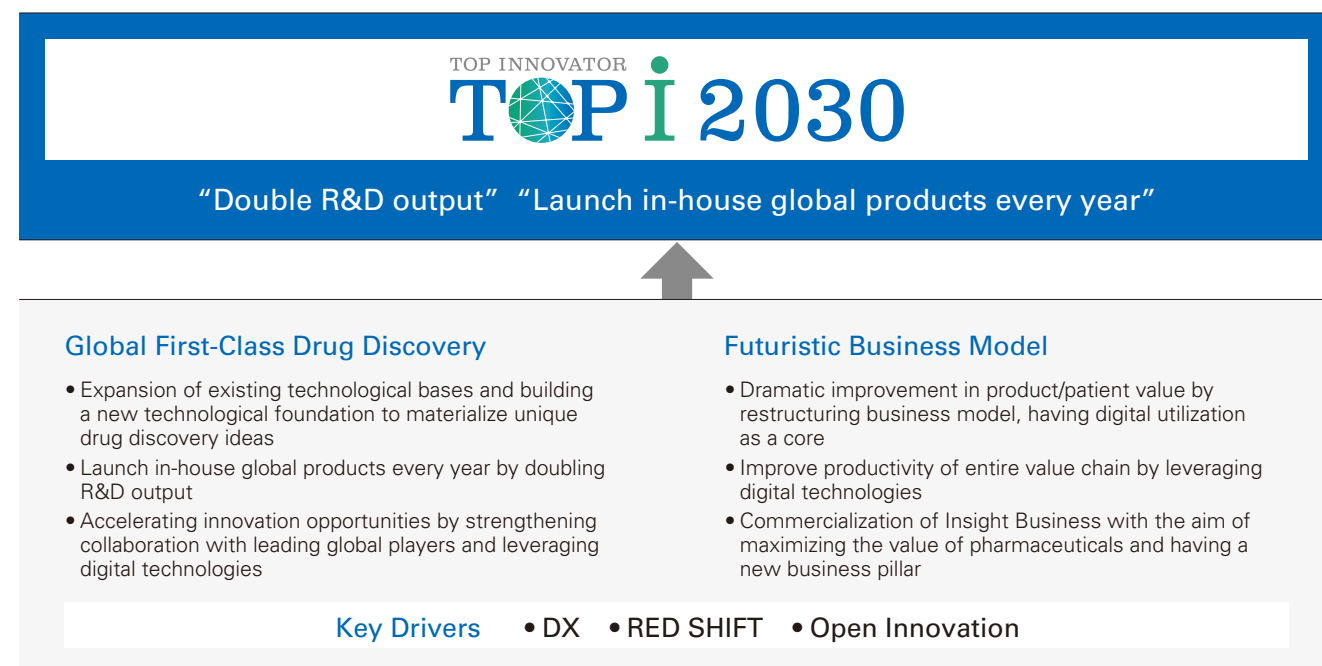 TOP INNOVATOR
TOP i 2030
“Double R&D output” “Launch in-house global products every year”
Global First-Class Drug Discovery
• Expansion of existing technological bases and building
a new technological foundation to materialize unique
drug discovery ideas
• Launch in-house global products every year by doubling
R&D output
• Accelerating innovation opportunities by strengthening
collaboration with leading global players and leveraging
digital technologies
Futuristic Business Model
• Dramatic improvement in product/patient value by
restructuring business model, having digital utilization
as a core
• Improve productivity of entire value chain by leveraging
digital technologies
• Commercialization of Insight Business with the aim of
maximizing the value of pharmaceuticals and having a
new business pillar
Key Drivers • DX • RED SHIFT • Open Innovation